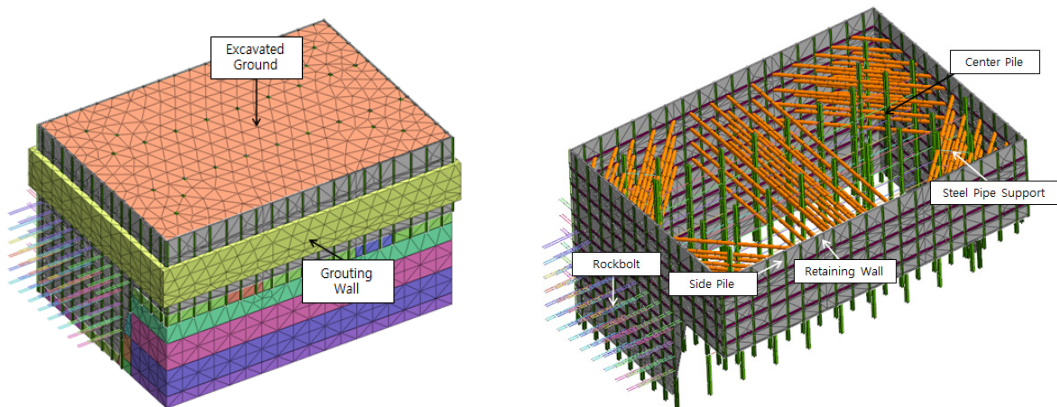 Excavated
Ground
Grouting
Wall
Center Pile
Steel Pipe Support
Rockbolt
Side Pile
Retaining Wall